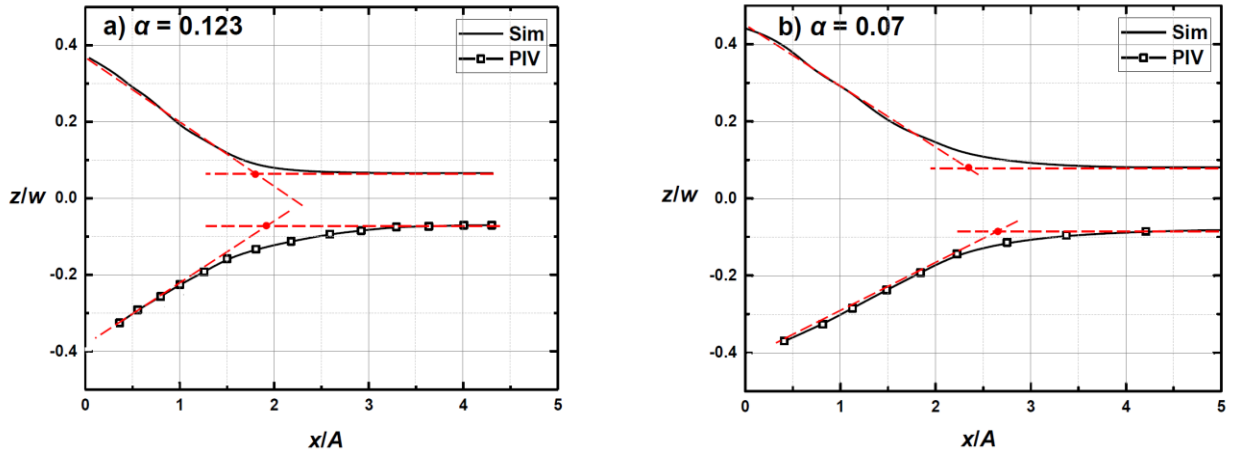 a) α = 0.123
Sim
PIV
0.4
0.2
z/w
0.0
-0.2
-0.4
0 1 2 3 4 5
x/A
b) α = 0.07
Sim
PIV
0.4
0.2
z/w
0.0
-0.2
-0.4
0 1 2 3 4 5
x/A